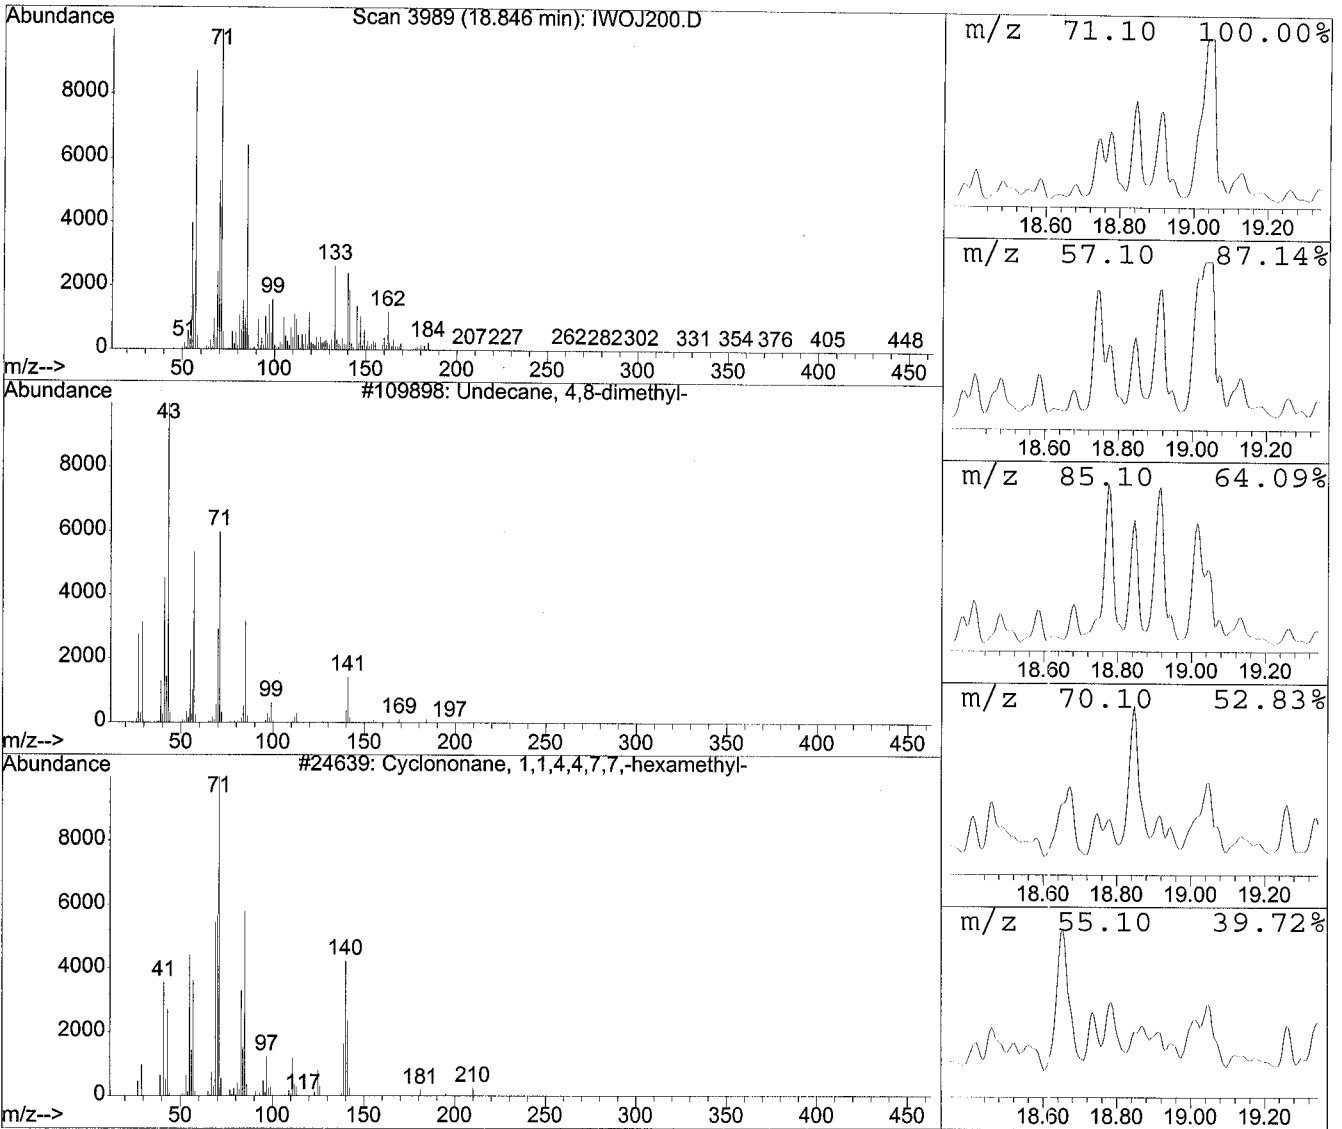 Abundance
Scan 3989 (18.846 min): IWOJ200.D
71
8000
6000
4000
2000
0
51
99
133
162
184
207 227
262 282 302
331 354 376
405
448
m/z-->
50 100 150 200 250 300 350 400 450
Abundance
#109898: Undecane, 4,8-dimethyl-
43
8000
6000
4000
2000
0
71
99
141
169
197
m/z-->
50 100 150 200 250 300 350 400 450
Abundance
#24639: Cyclononane, 1,1,4,4,7,7,-hexamethyl-
71
8000
6000
4000
2000
0
41
97
117
140
181
210
m/z-->
50 100 150 200 250 300 350 400 450
m/z 71.10 100.00%
18.60 18.80 19.00 19.20
m/z 57.10 87.14%
18.60 18.80 19.00 19.20
m/z 85.10 64.09%
18.60 18.80 19.00 19.20
m/z 70.10 52.83%
18.60 18.80 19.00 19.20
m/z 55.10 39.72%
18.60 18.80 19.00 19.20